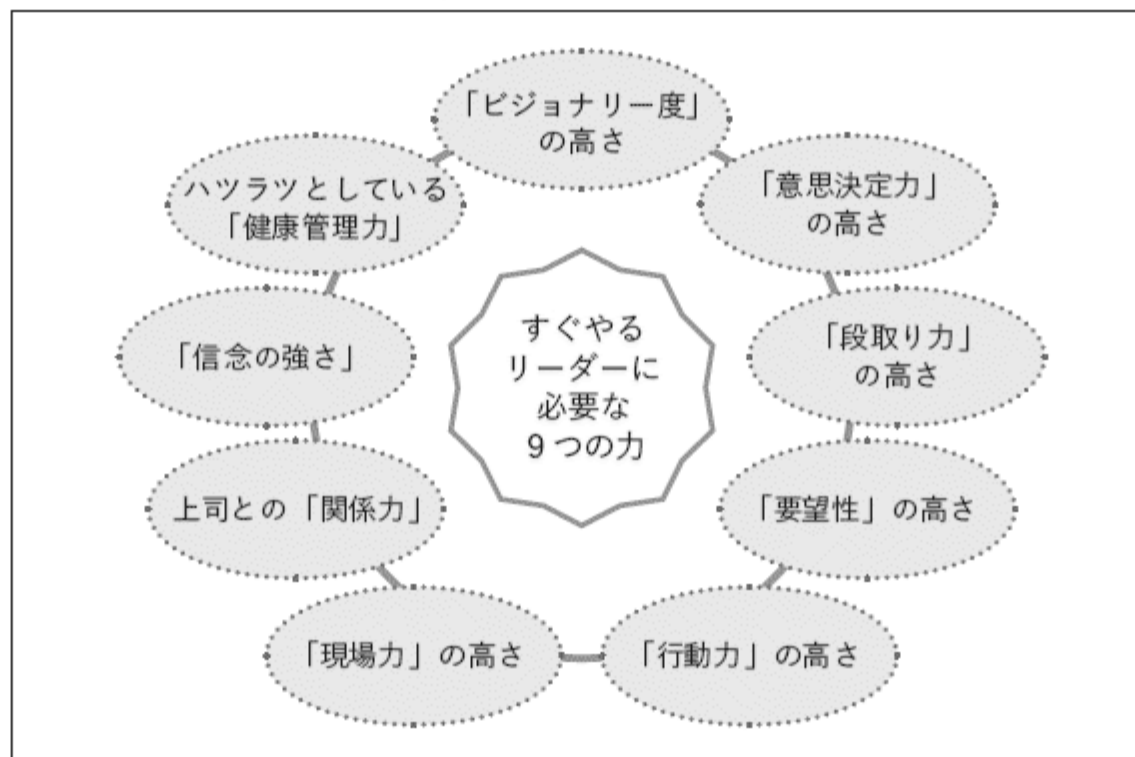 「ビジョナリー度」
の高さ
「意思決定力」
の高さ
「段取り力」
の高さ
「要望性」の高さ
「行動力」の高さ
「現場力」の高さ
上司との「関係力」
「信念の強さ」
ハツラツとしている
「健康管理力」
すぐやる
リーダーに
必要な
9つの力